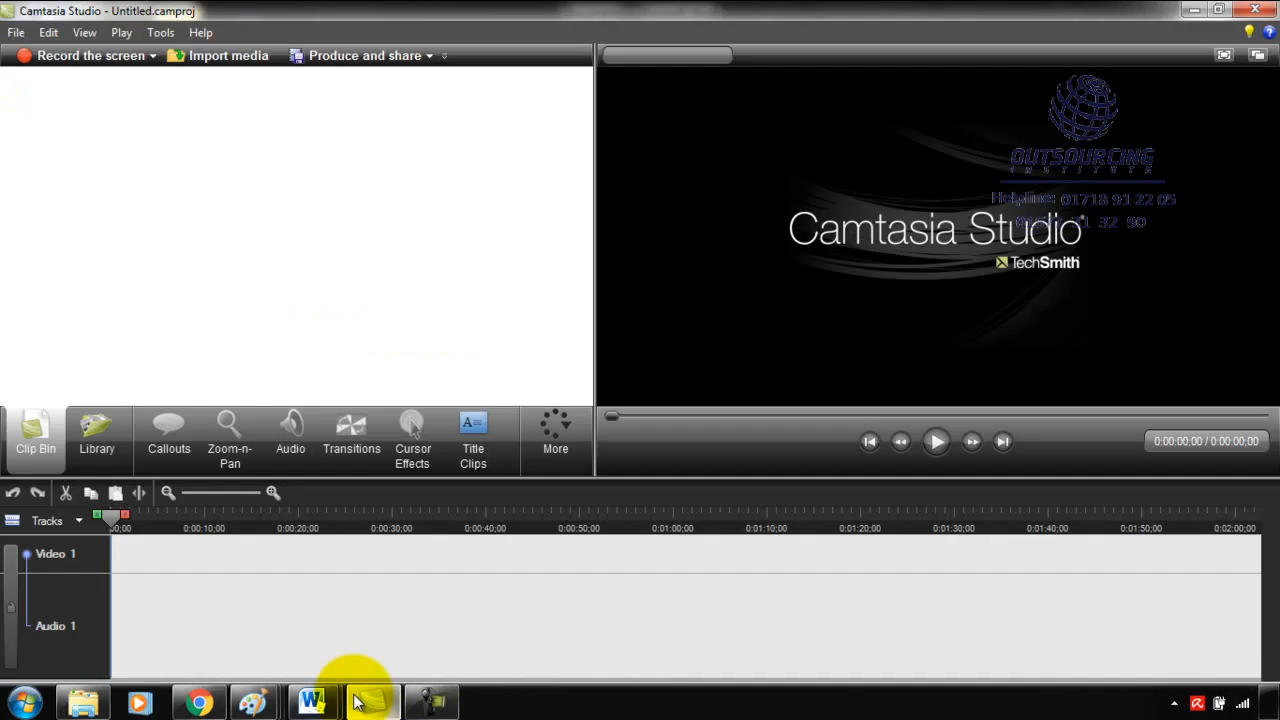 Camtasia Studio - Untitled.camproj
File Edit View Play Tools Help
Record the screen Import media Produce and share
OUTSOURCING
INSTITUTE
Helpline: 01718 91 22 05
31 32 90
Camtasia Studio
TechSmith
Clip Bin Library Callouts Zoom-n-Pan Audio Transitions Cursor Effects Title Clips More
0:00:00;00 / 0:00:00;00
Tracks
00;00 0:00:10;00 0:00:20;00 0:00:30;00 0:00:40;00 0:00:50;00 0:01:00;00 0:01:10;00 0:01:20;00 0:01:30;00 0:01:40;00 0:01:50;00 0:02:00;00
Video 1
Audio 1